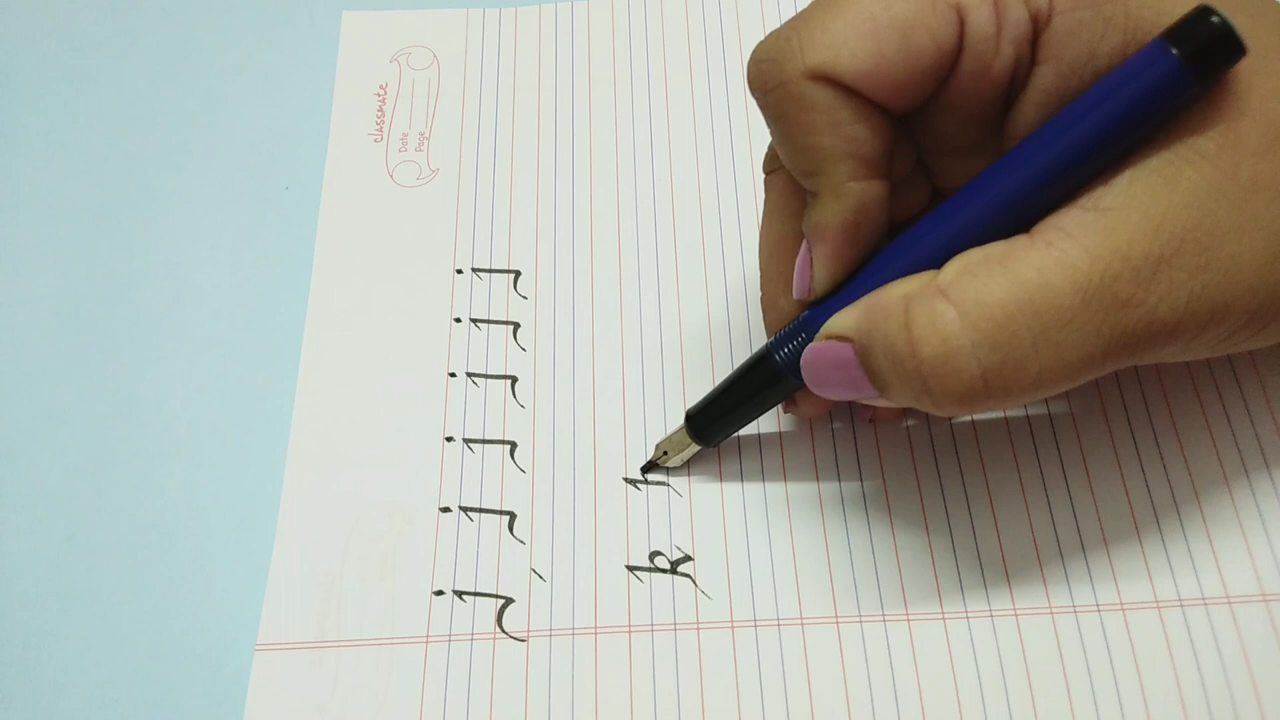 classmate
Date
Page
j j j j j j
k